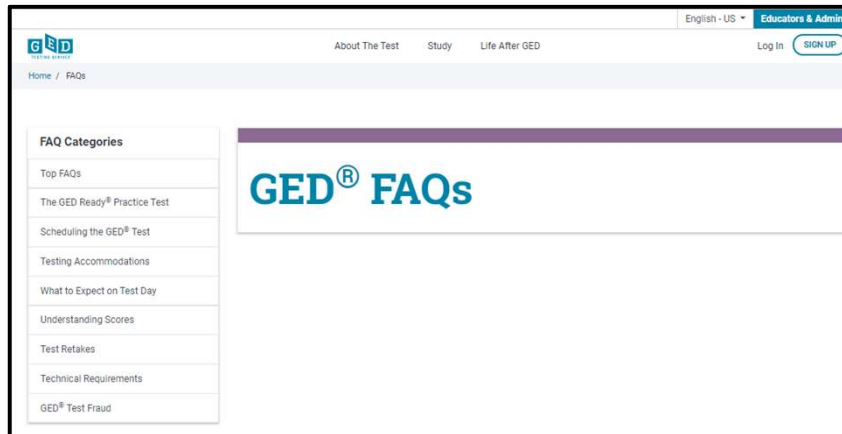 English - US
Educators & Admin
GED
TESTING SERVICE
About The Test Study Life After GED
Log In SIGN UP
Home / FAQs
FAQ Categories
Top FAQs
The GED Ready® Practice Test
Scheduling the GED® Test
Testing Accommodations
What to Expect on Test Day
Understanding Scores
Test Retakes
Technical Requirements
GED® Test Fraud
GED® FAQs